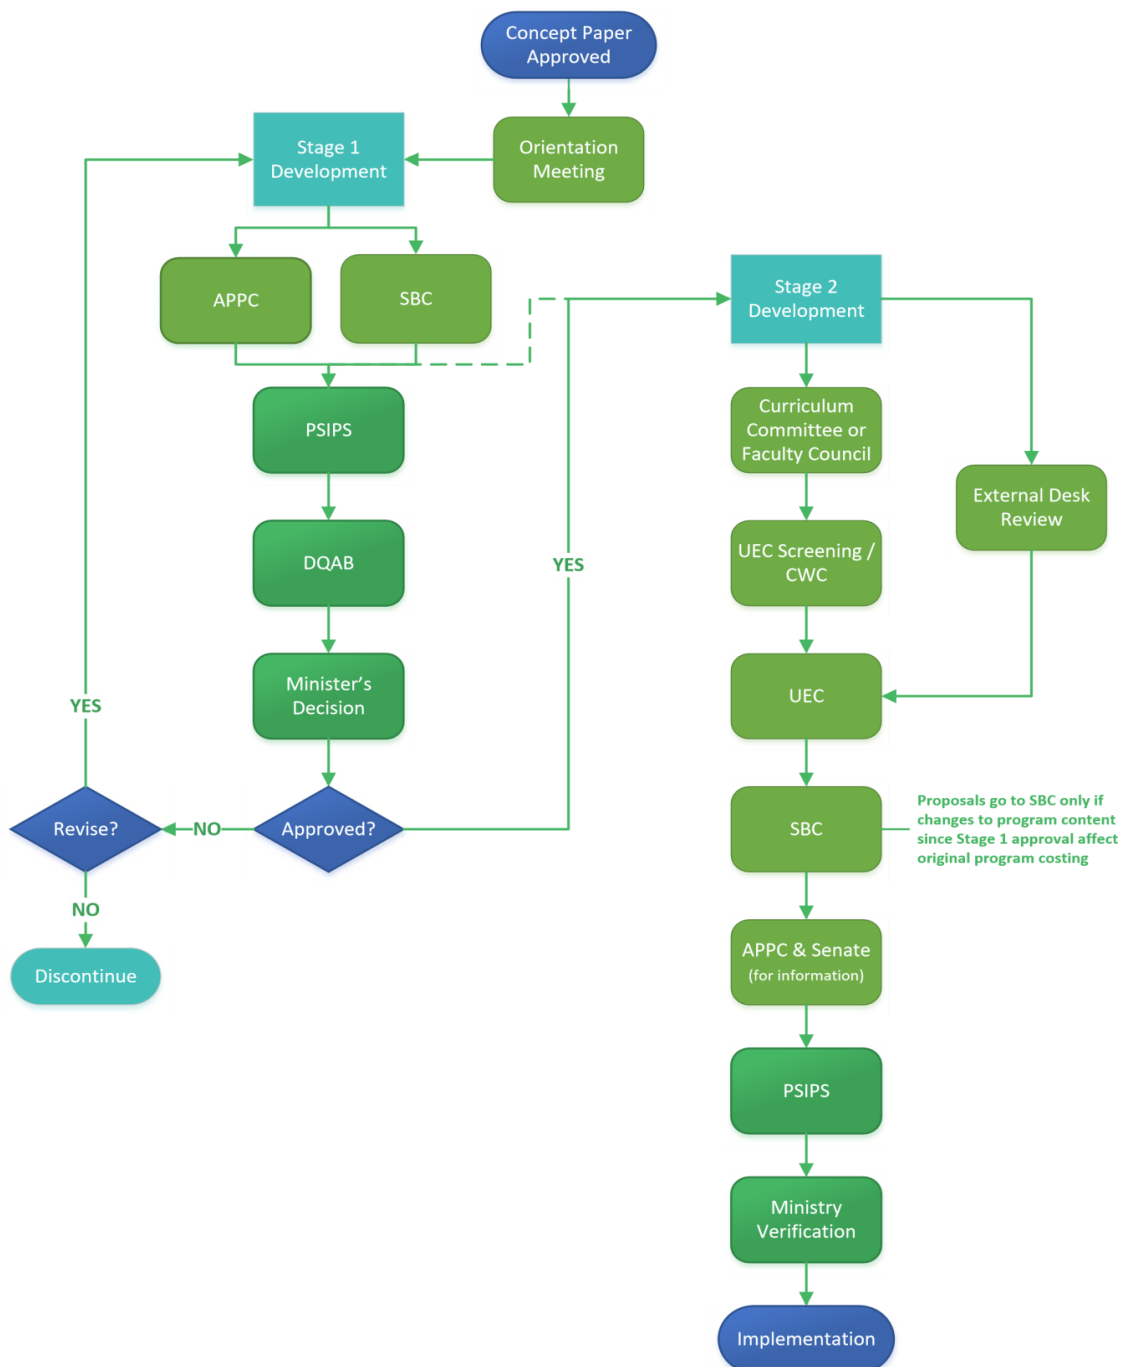 Concept Paper
Approved
Orientation
Meeting
Stage 1
Development
APPC
SBC
PSIPS
DQAB
Minister's
Decision
Approved?
NO
Revise?
YES
NO
Discontinue
YES
Stage 2
Development
Curriculum
Committee or
Faculty Council
External Desk
Review
UEC Screening /
CWC
UEC
SBC
Proposals go to SBC only if
changes to program content
since Stage 1 approval affect
original program costing
APPC & Senate
(for information)
PSIPS
Ministry
Verification
Implementation